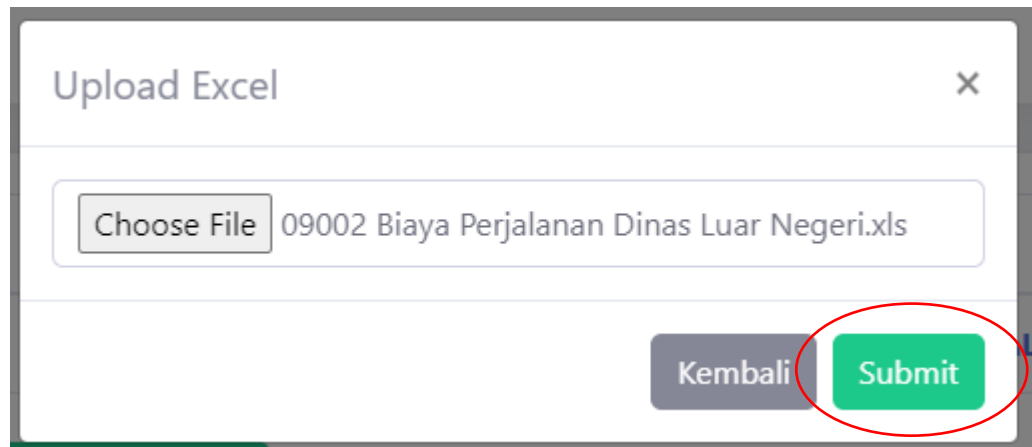 Upload Excel ×
Choose File 09002 Biaya Perjalanan Dinas Luar Negeri.xls
Kembali Submit